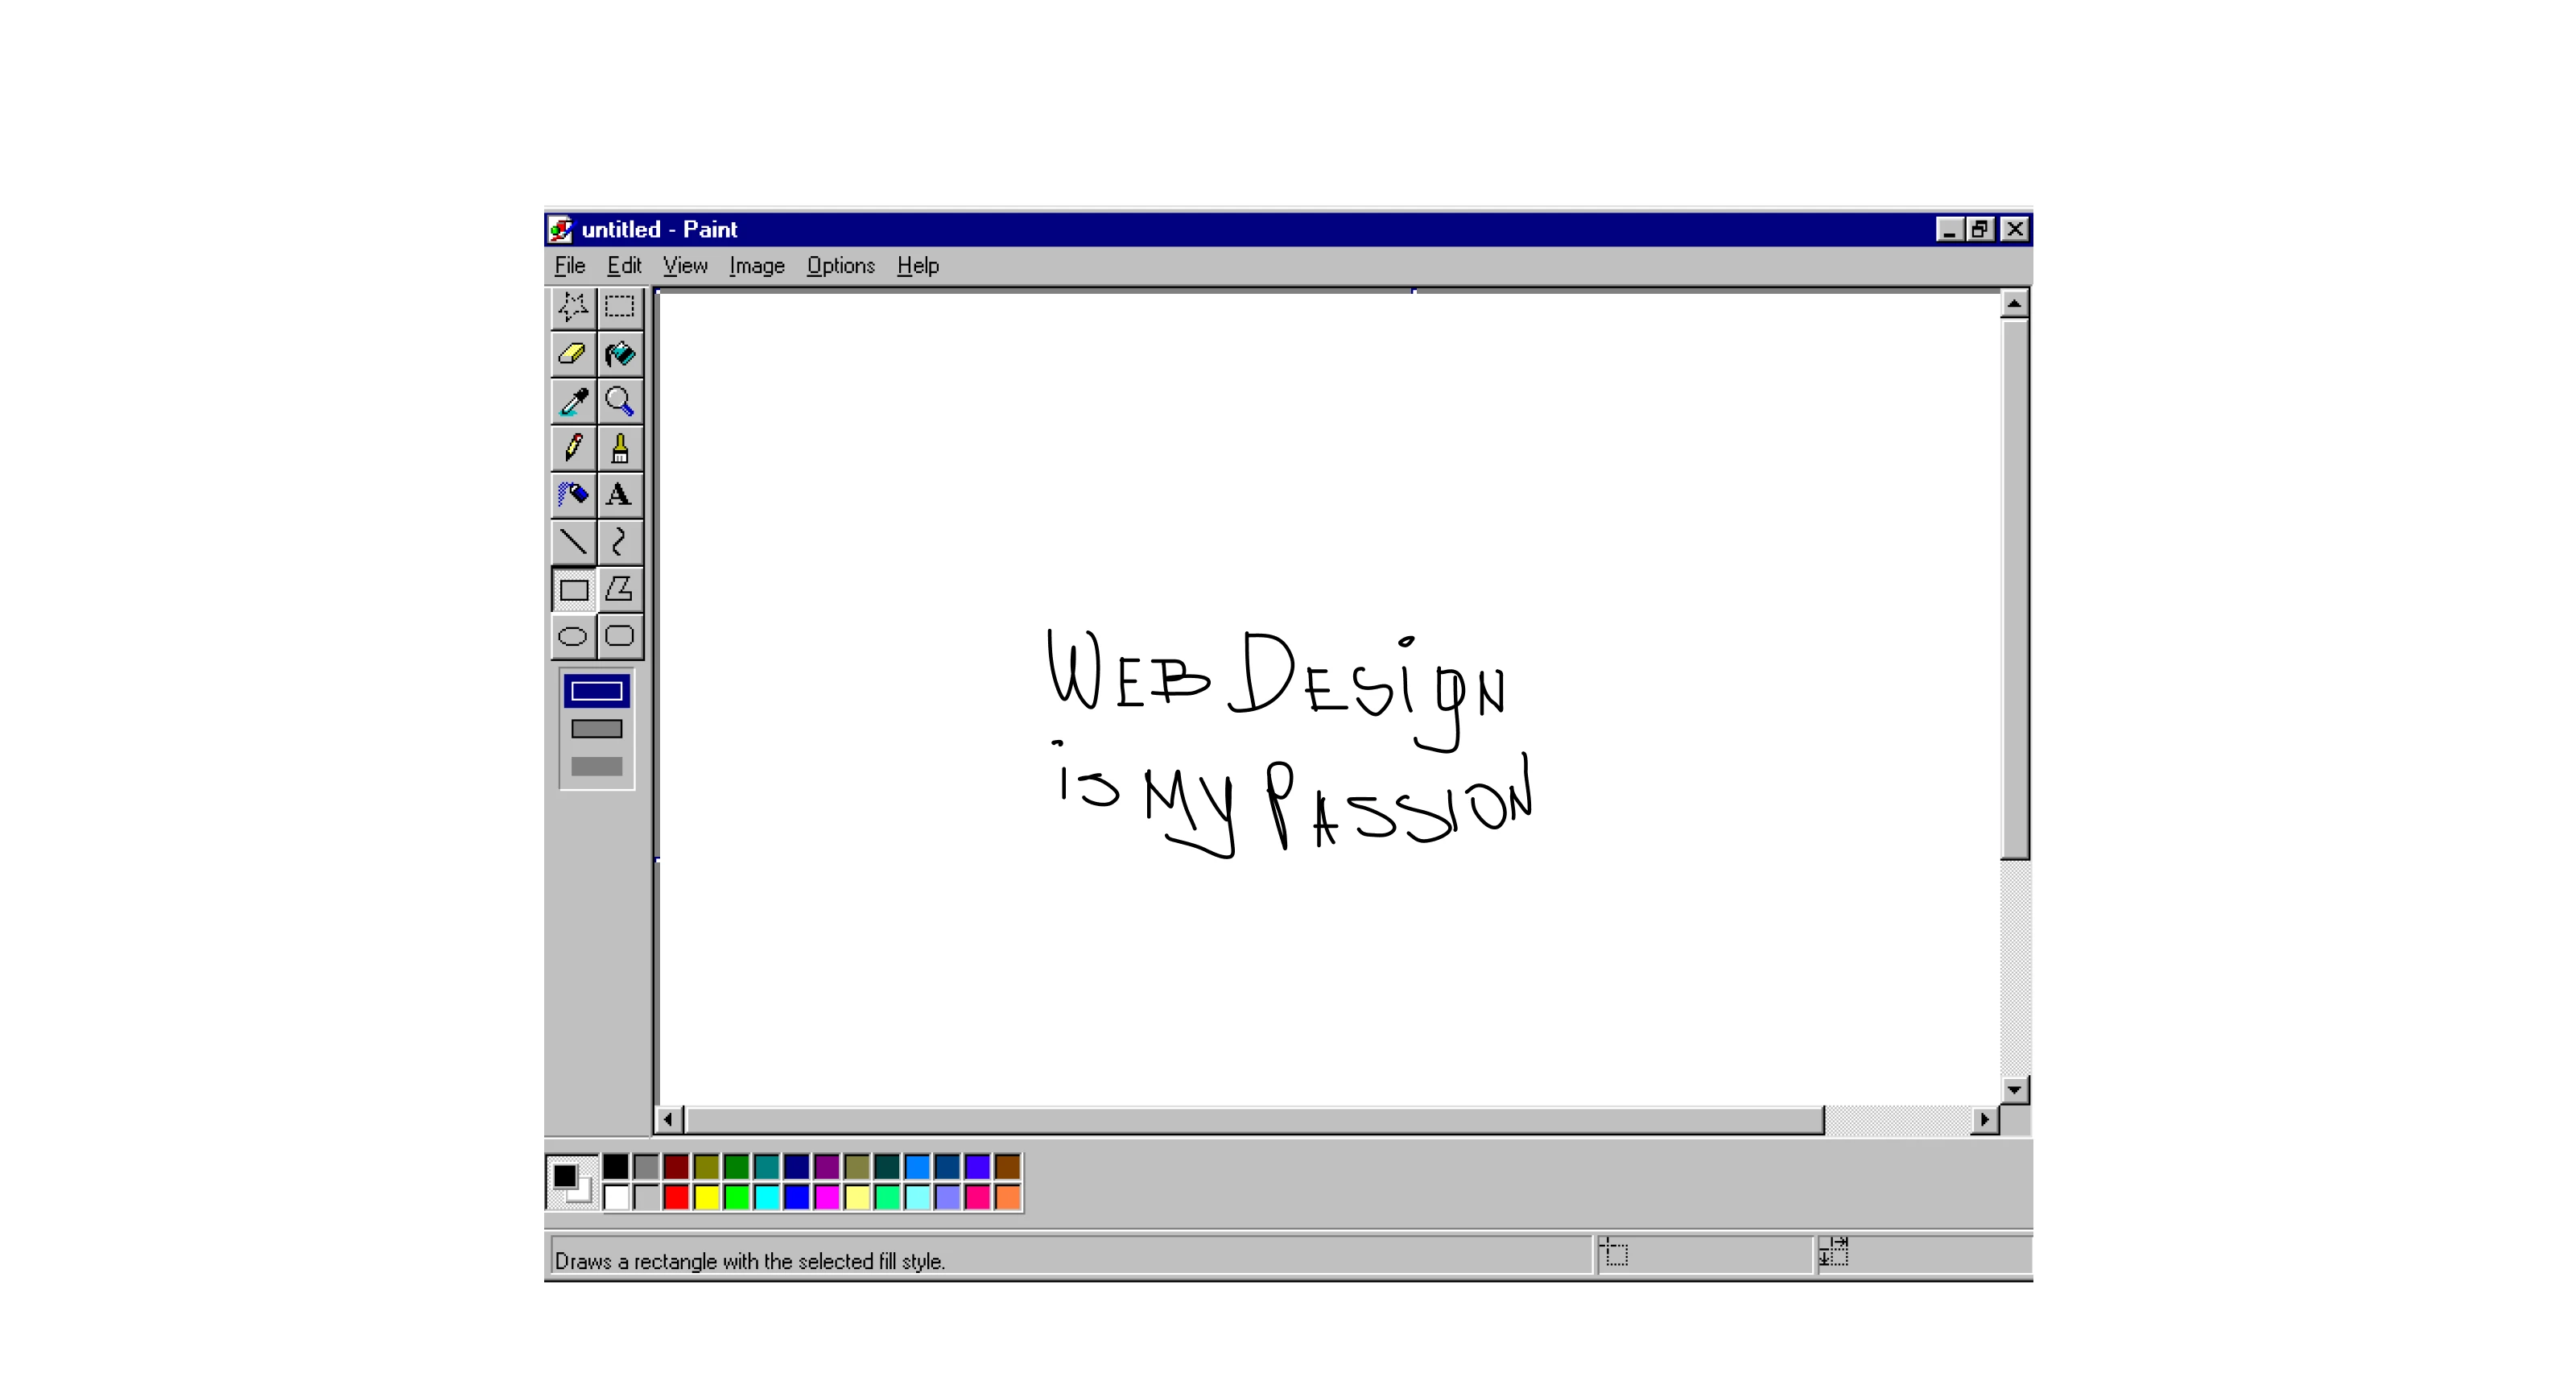 untitled - Paint
File Edit View Image Options Help
A
WEB DESigN
is MY PASSION
Draws a rectangle with the selected fill style.